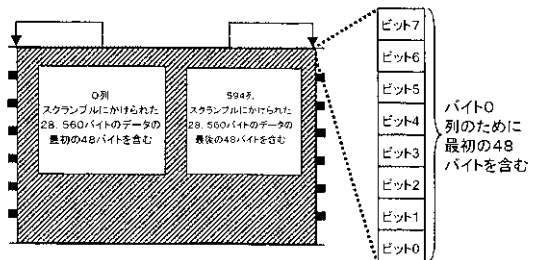 0列
スクランブルにかけられた
28,560バイトのデータの
最初の48バイトを含む
594列
スクランブルにかけられた
28,560バイトのデータの
最後の48バイトを含む
ビット7
ビット6
ビット5
ビット4
ビット3
ビット2
ビット1
ビット0
バイト0
列のために
最初の48
バイトを含む